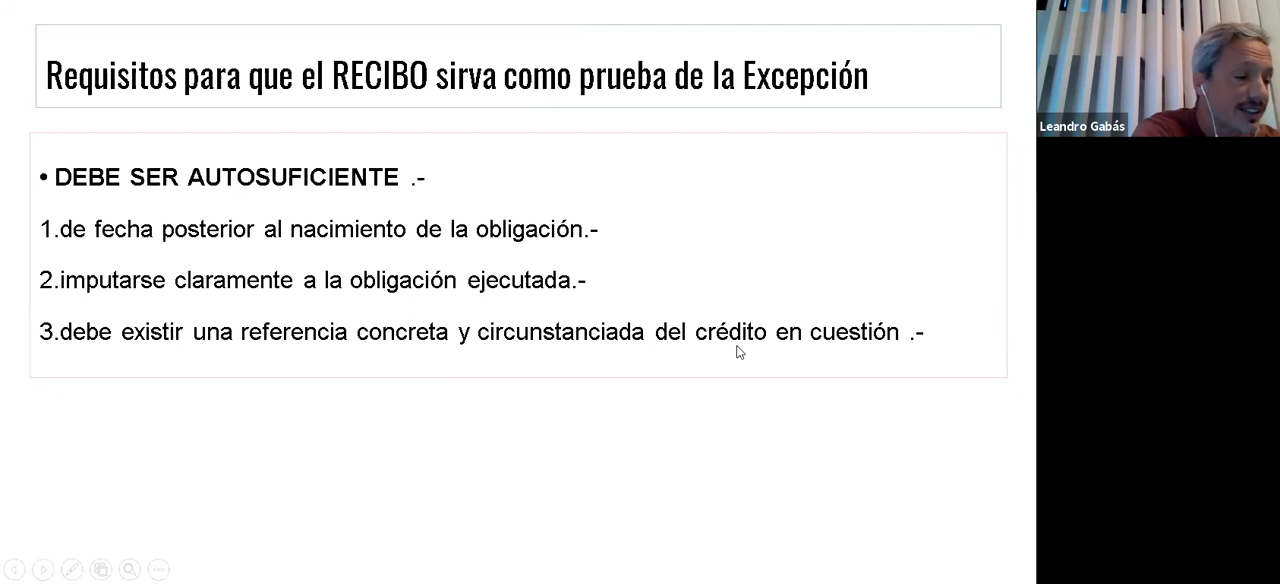 Requisitos para que el RECIBO sirva como prueba de la Excepción
• DEBE SER AUTOSUFICIENTE .-
1.de fecha posterior al nacimiento de la obligación.-
2.imputarse claramente a la obligación ejecutada.-
3.debe existir una referencia concreta y circunstanciada del crédito en cuestión .-
Leandro Gabás